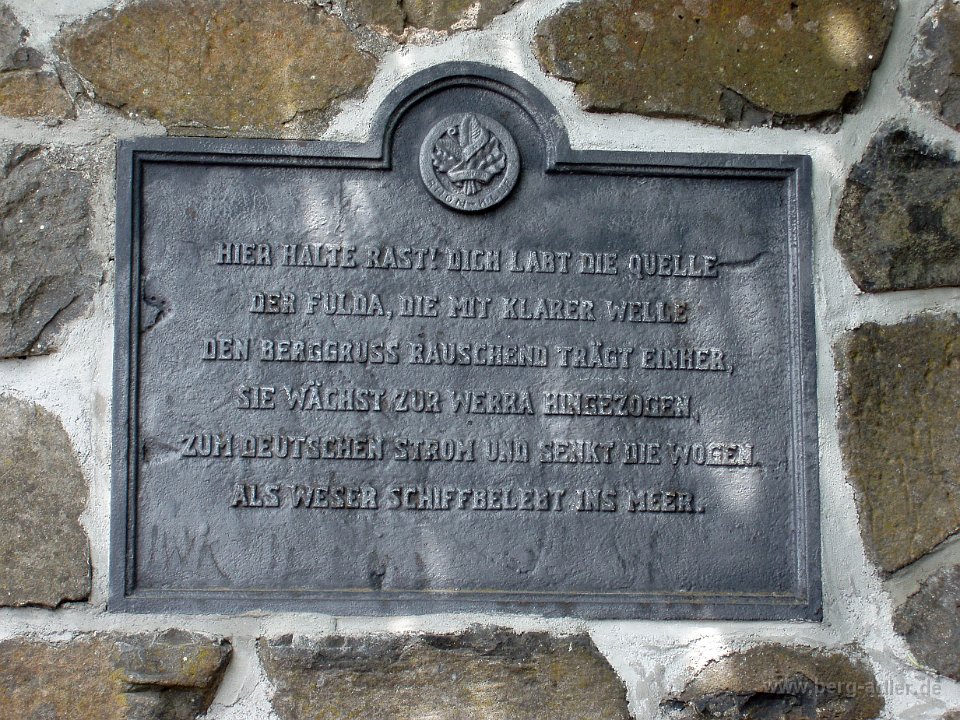 HIER HALTE RAST! DICH LABT DIE QUELLE
DER FULDA, DIE MIT KLARER WELLE
DEN BERGGRUSS RAUSCHEND TRÄGT EINHER,
SIE WÄCHST ZUR WERRA HINGEZOGEN,
ZUM DEUTSCHEN STROM UND SENKT DIE WOGEN
ALS WESER SCHIFFBELEBT INS MEER.
www.berg-adler.de